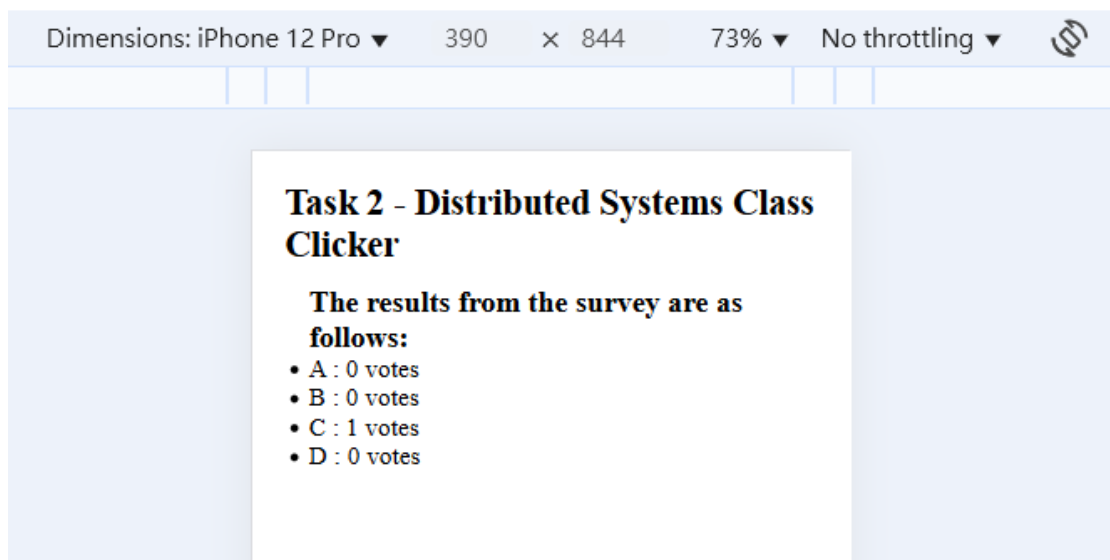 Dimensions: iPhone 12 Pro ▼ 390 × 844 73% ▼ No throttling ▼
Task 2 - Distributed Systems Class
Clicker
The results from the survey are as
follows:
• A : 0 votes
• B : 0 votes
• C : 1 votes
• D : 0 votes